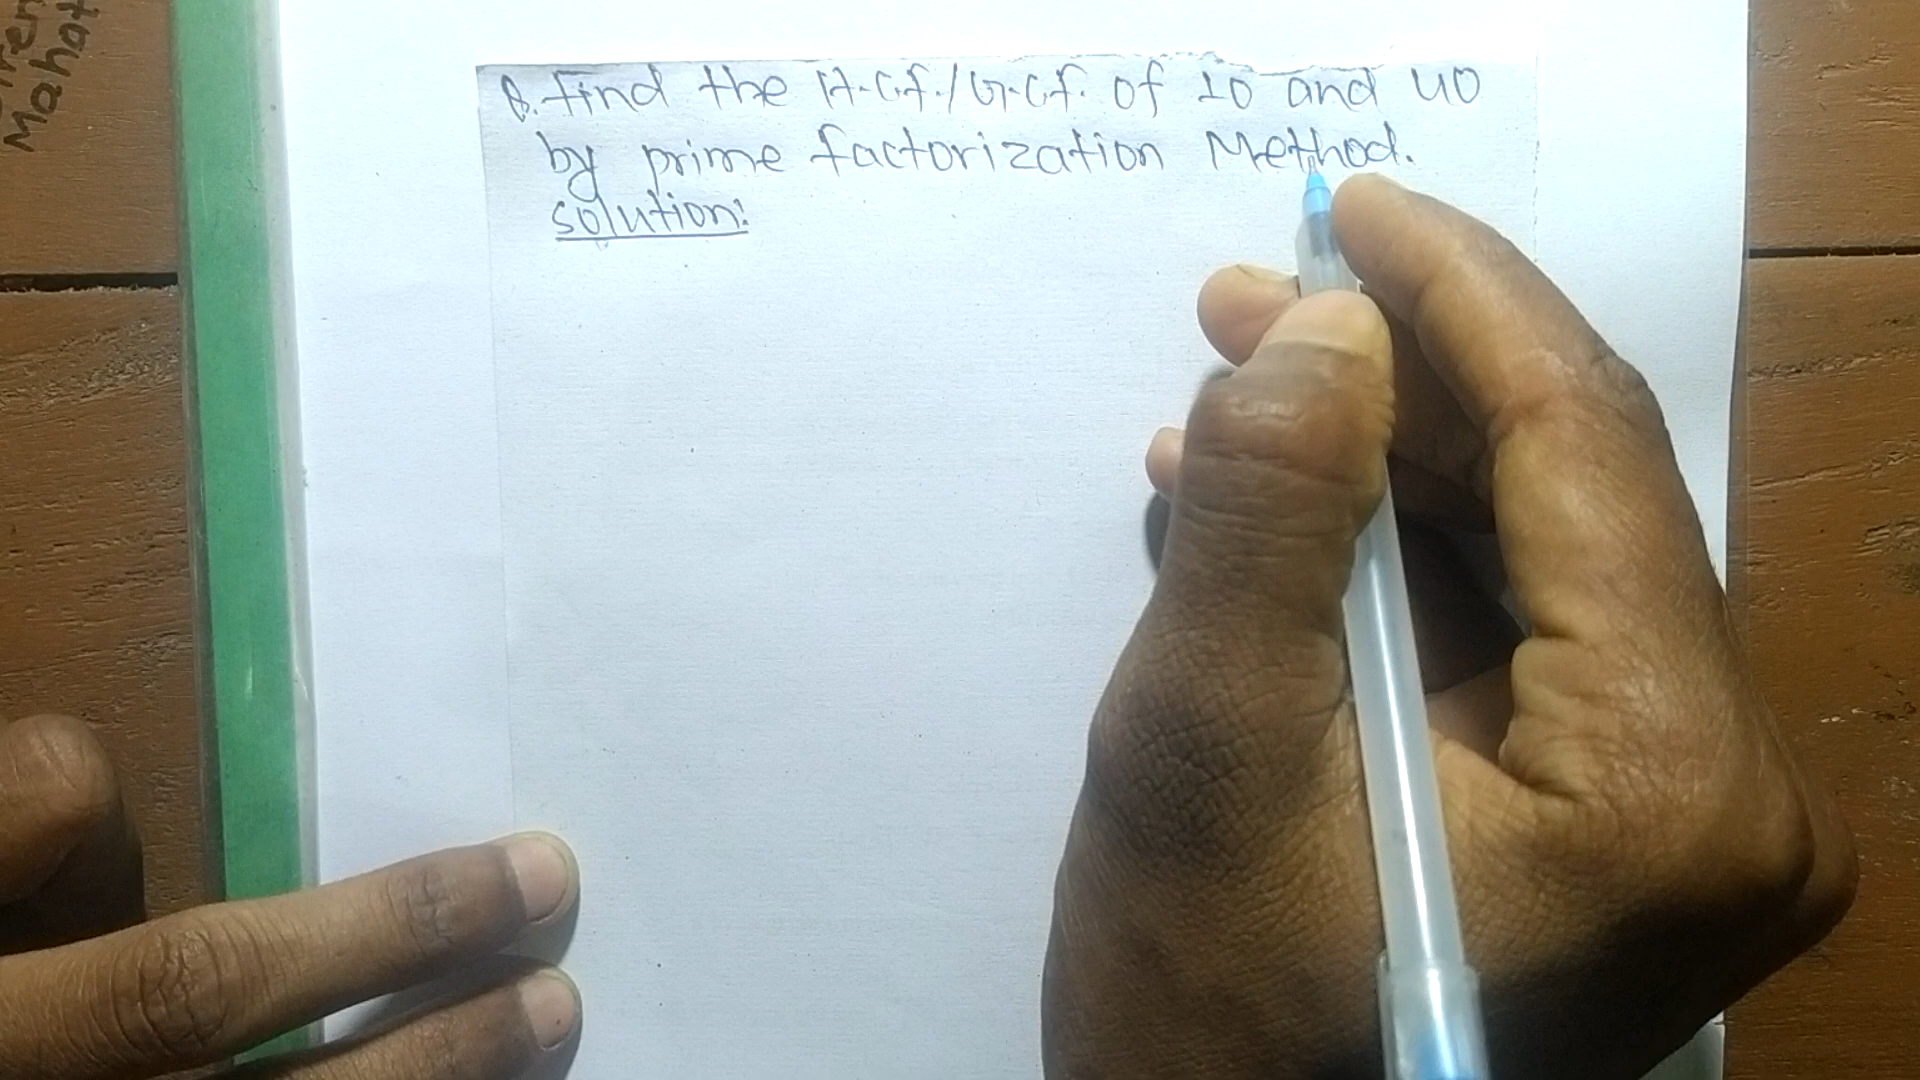 Q. Find the H.C.F./G.C.F. of 10 and 40
by prime factorization Method.
solution: